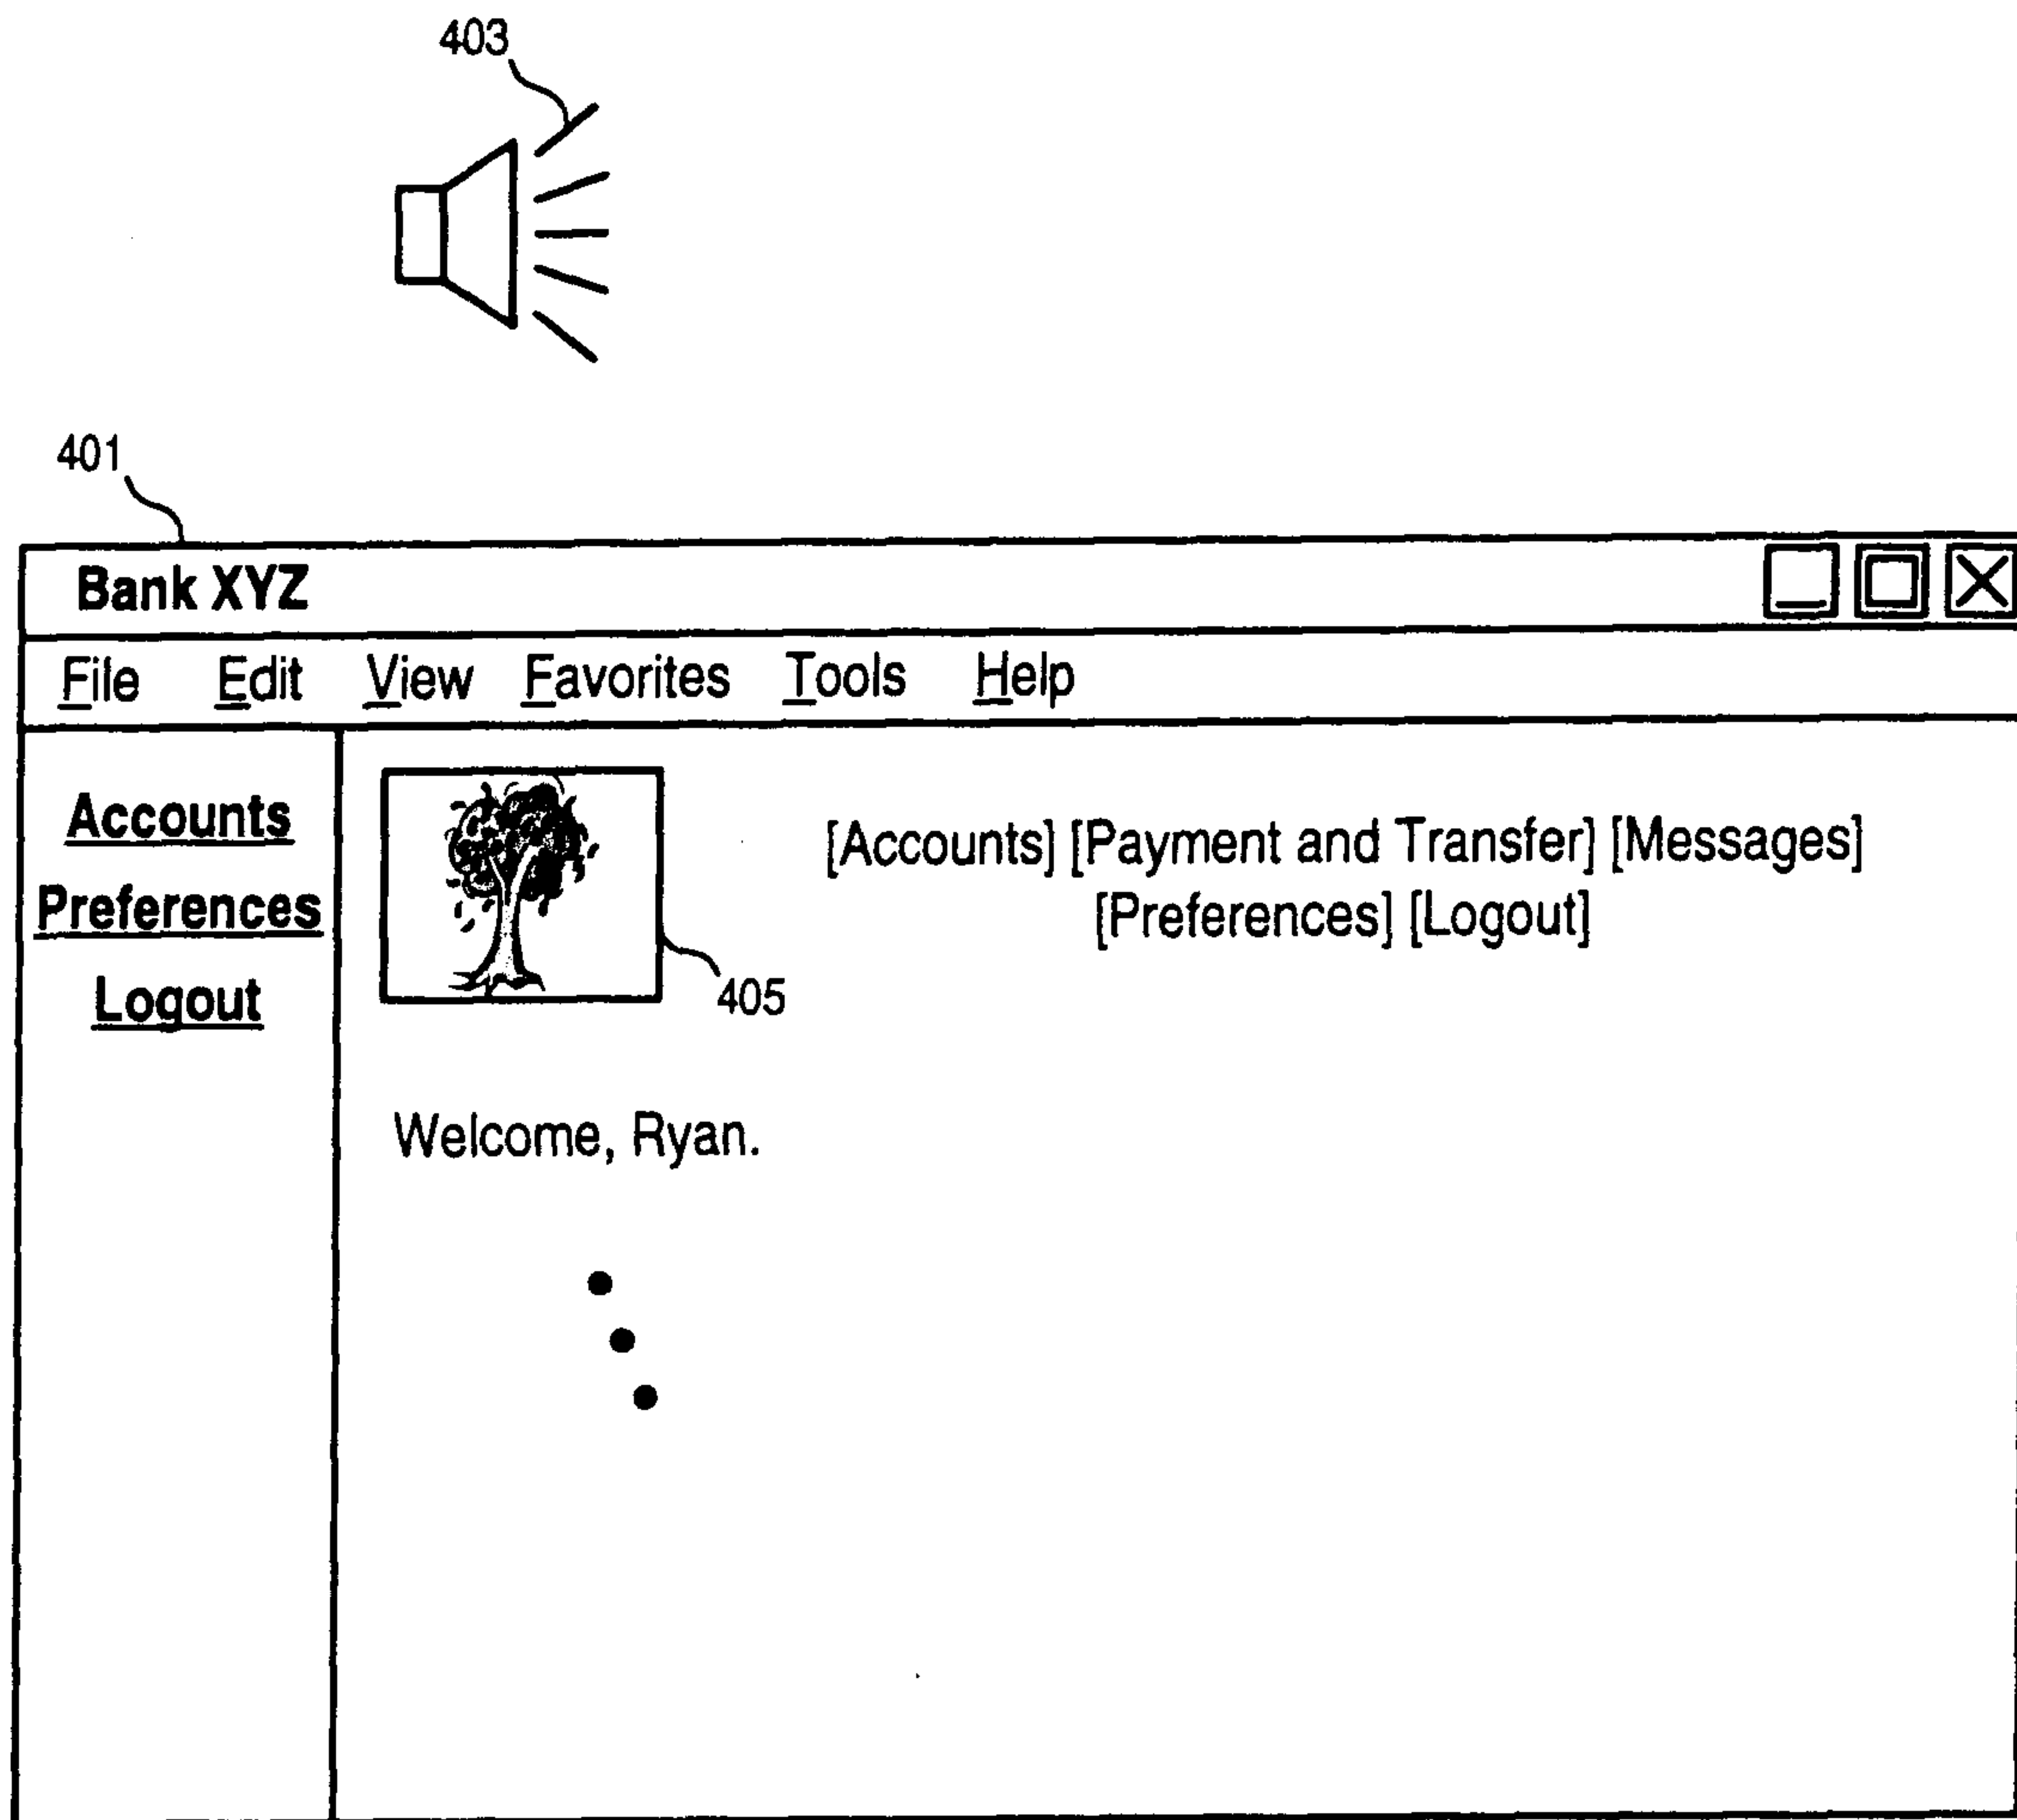 403
401
Bank XYZ
File Edit View Favorites Tools Help
Accounts
Preferences
Logout
[Accounts] [Payment and Transfer] [Messages]
[Preferences] [Logout]
405
Welcome, Ryan.